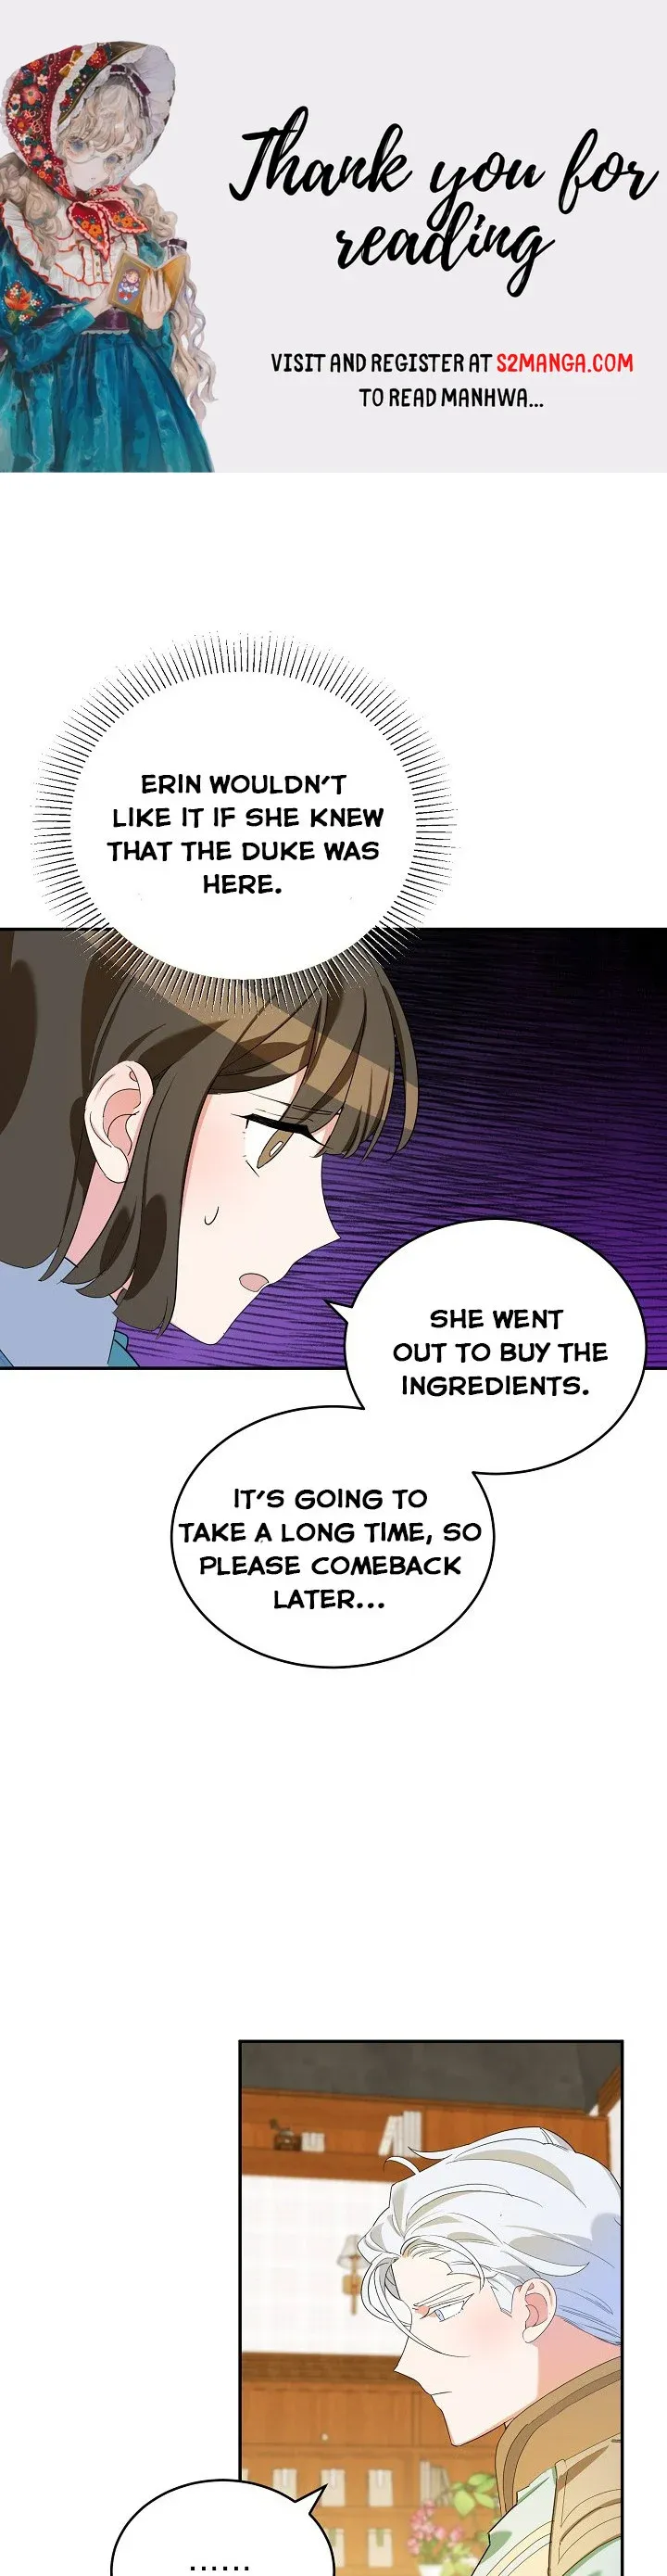 Thank you for
reading
VISIT AND REGISTER AT S2MANGA.COM
TO READ MANHWA...
ERIN WOULDN'T
LIKE IT IF SHE KNEW
THAT THE DUKE WAS
HERE.
SHE WENT
OUT TO BUY THE
INGREDIENTS.
IT'S GOING TO
TAKE A LONG TIME, SO
PLEASE COMEBACK
LATER...
......